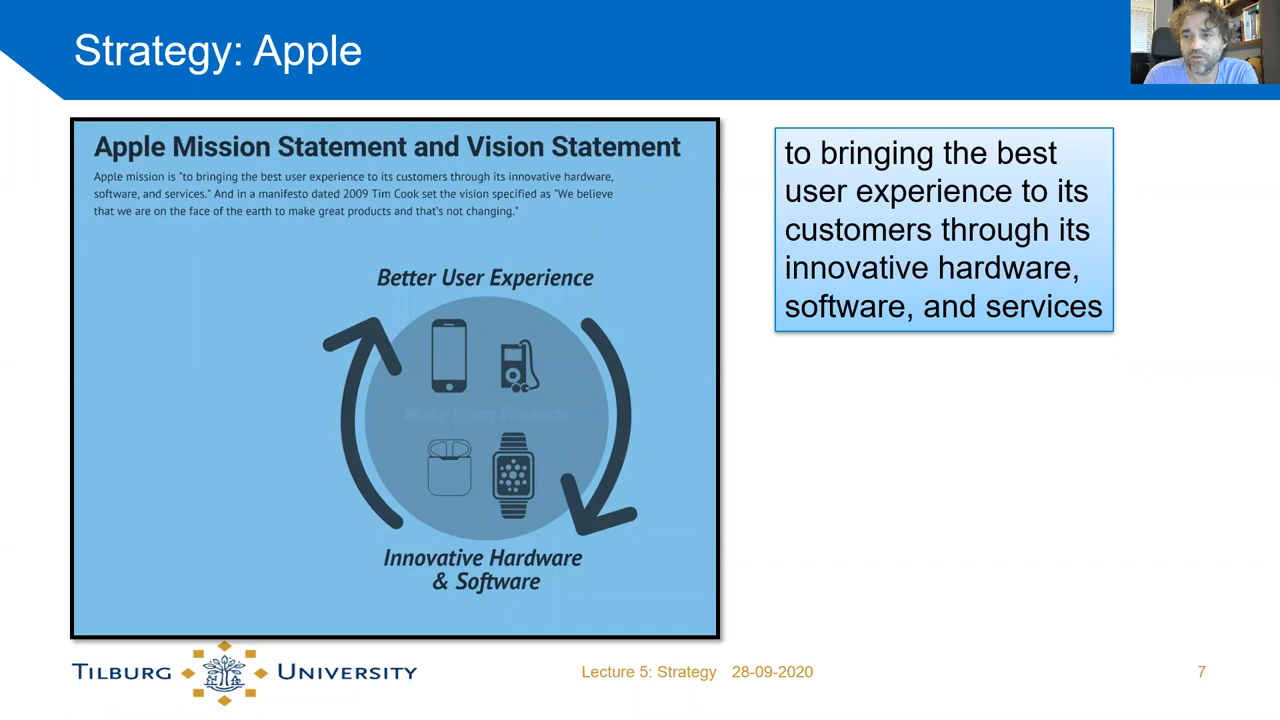 Strategy: Apple
Apple Mission Statement and Vision Statement
Apple mission is "to bringing the best user experience to its customers through its innovative hardware,
software, and services." And in a manifesto dated 2009 Tim Cook set the vision specified as "We believe
that we are on the face of the earth to make great products and that's not changing."
Better User Experience
Make Great Products
Innovative Hardware
& Software
to bringing the best
user experience to its
customers through its
innovative hardware,
software, and services
TILBURG UNIVERSITY
Lecture 5: Strategy 28-09-2020
7